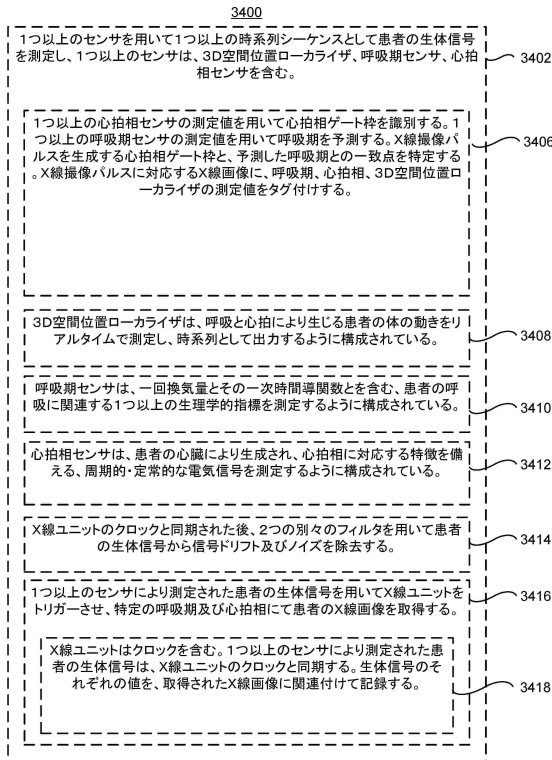 3400
1つ以上のセンサを用いて1つ以上の時系列シーケンスとして患者の生体信号
を測定し、1つ以上のセンサは、3D空間位置ローカライザ、呼吸期センサ、心拍
相センサを含む。
3402
1つ以上の心拍相センサの測定値を用いて心拍相ゲート枠を識別する。1
つ以上の呼吸期センサの測定値を用いて呼吸期を予測する。X線撮像パ
ルスを生成する心拍相ゲート枠と、予測した呼吸期との一致点を特定する
。X線撮像パルスに対応するX線画像に、呼吸期、心拍相、3D空間位置ロ
ーカライザの測定値をタグ付けする。
3406
3D空間位置ローカライザは、呼吸と心拍により生じる患者の体の動きをリ
アルタイムで測定し、時系列として出力するように構成されている。
3408
呼吸期センサは、一回換気量とその一次時間導関数とを含む、患者の呼
吸に関連する1つ以上の生理学的指標を測定するように構成されている。
3410
心拍相センサは、患者の心臓により生成され、心拍相に対応する特徴を備
える、周期的・定常的な電気信号を測定するように構成されている。
3412
X線ユニットのクロックと同期された後、2つの別々のフィルタを用いて患者
の生体信号から信号ドリフト及びノイズを除去する。
3414
1つ以上のセンサにより測定された患者の生体信号を用いてX線ユニットを
トリガーさせ、特定の呼吸期及び心拍相にて患者のX線画像を取得する。
3416
X線ユニットはクロックを含む。1つ以上のセンサにより測定された患
者の生体信号は、X線ユニットのクロックと同期する。生体信号のそ
れぞれの値を、取得されたX線画像に関連付けて記録する。
3418